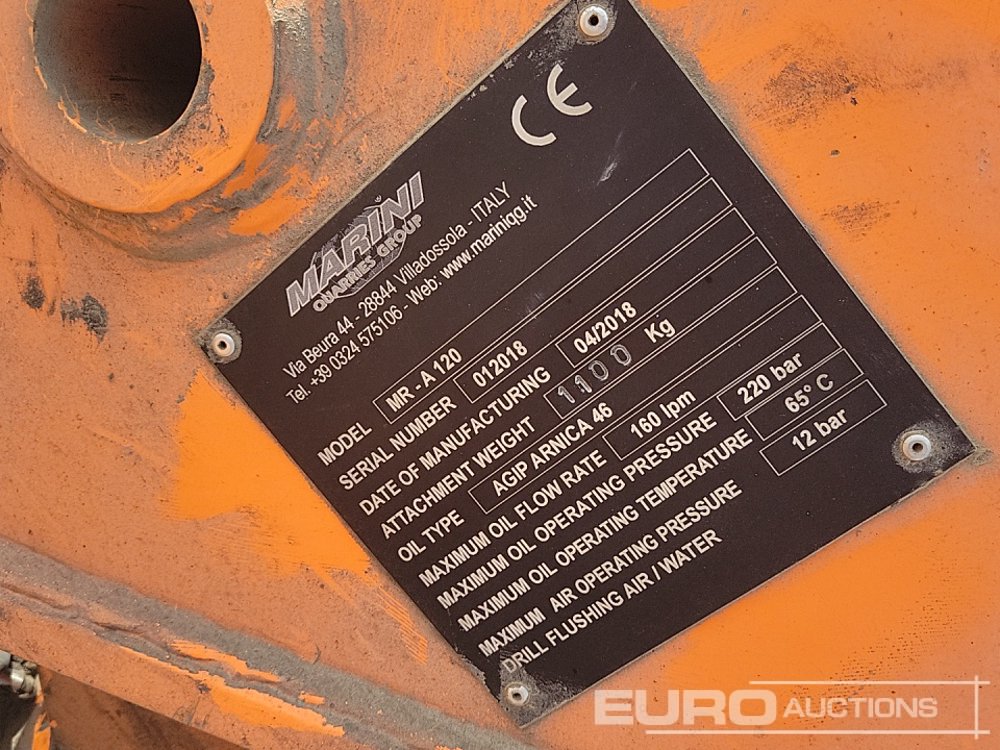 CE
MARINI®
QUARRIES' GROUP
Via Beura 44 - 28844 Villadossola - ITALY
Tel. +39 0324 575106 - Web: www.mariniqg.it
MODEL MR - A 120
SERIAL NUMBER 012018
DATE OF MANUFACTURING 04/2018
ATTACHMENT WEIGHT 1100 Kg
OIL TYPE AGIP ARNICA 46
MAXIMUM OIL FLOW RATE 160 lpm
MAXIMUM OIL OPERATING PRESSURE 220 bar
MAXIMUM OIL OPERATING TEMPERATURE 65° C
MAXIMUM AIR OPERATING PRESSURE 12 bar
DRILL FLUSHING AIR / WATER
EURO AUCTIONS